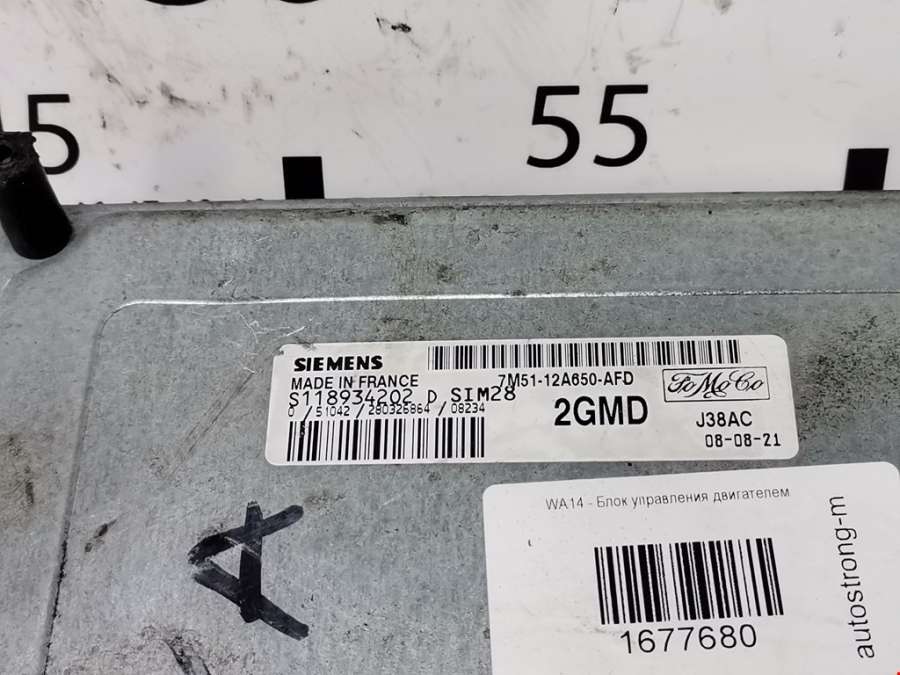 55
5
SIEMENS
MADE IN FRANCE
7M51-12A650-AFD
FoMoCo
S118934202 D SIM28
0 / 51042 / 280326864 / 08234
2GMD
J38AC
08-08-21
A
WA14 - Блок управления двигателем
1677680
autostrong-m